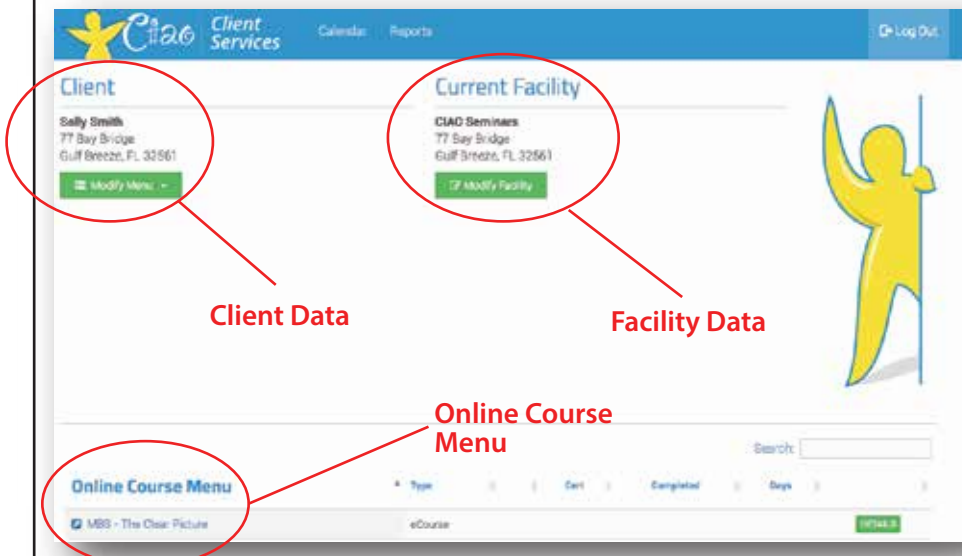 Ciao Client Services
Calendar Reports
Log Out
Client
Sally Smith
77 Bay Bridge
Gulf Breeze, FL 32561
Modify Menu
Current Facility
CIAO Seminars
77 Bay Bridge
Gulf Breeze, FL 32561
Modify Facility
Client Data
Facility Data
Online Course
Menu
Search:
Online Course Menu Type Cert Completed Days
MBS - The Clear Picture eCourse DETAILS